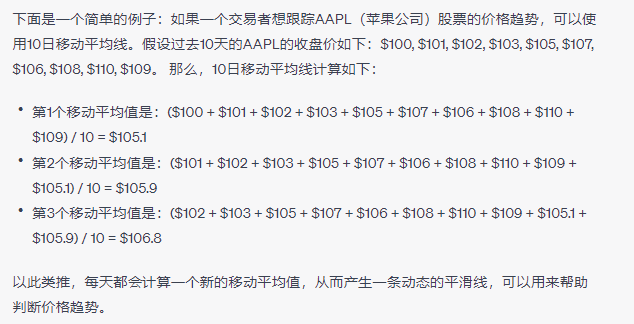 下面是一个简单的例子：如果一个交易者想跟踪AAPL（苹果公司）股票的价格趋势，可以使
用10日移动平均线。假设过去10天的AAPL的收盘价如下：$100, $101, $102, $103, $105, $107,
$106, $108, $110, $109。 那么，10日移动平均线计算如下：
• 第1个移动平均值是：($100 + $101 + $102 + $103 + $105 + $107 + $106 + $108 + $110 +
$109) / 10 = $105.1
• 第2个移动平均值是：($101 + $102 + $103 + $105 + $107 + $106 + $108 + $110 + $109 +
$105.1) / 10 = $105.9
• 第3个移动平均值是：($102 + $103 + $105 + $107 + $106 + $108 + $110 + $109 + $105.1 +
$105.9) / 10 = $106.8
以此类推，每天都会计算一个新的移动平均值，从而产生一条动态的平滑线，可以用来帮助
判断价格趋势。